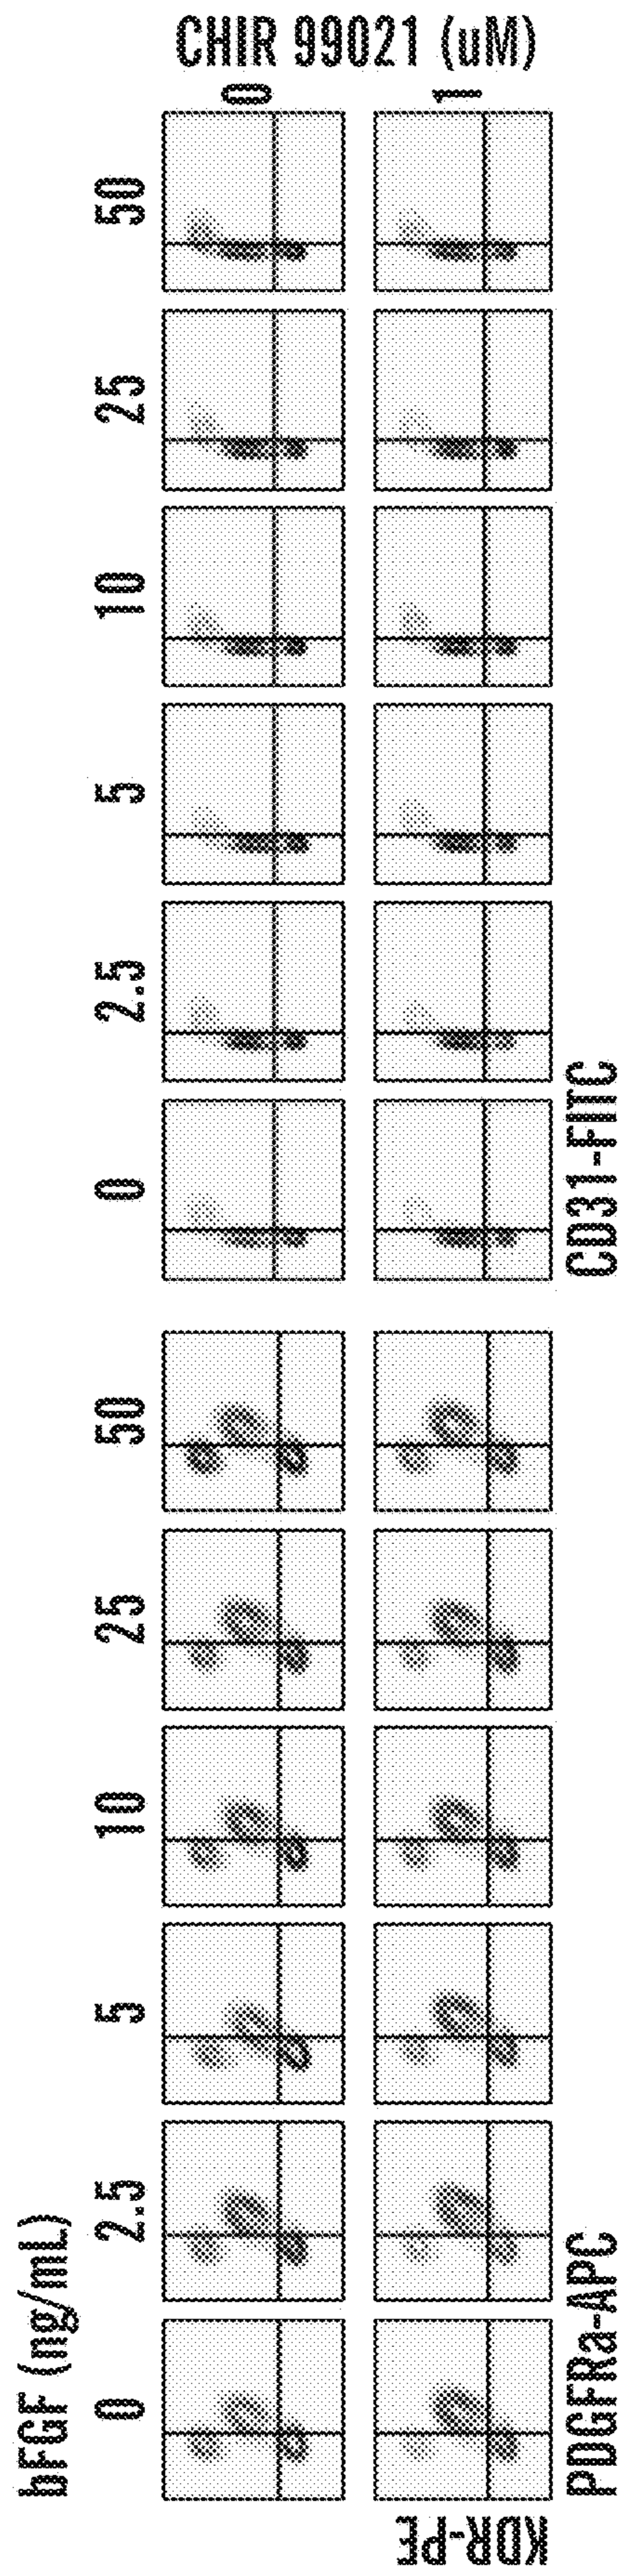 bFGF (ng/mL)
0 2.5 5 10 25 50 0 2.5 5 10 25 50
CHIR 99021 (uM)
0
1
KDR-PE
PDGFRa-APC CD31-FITC